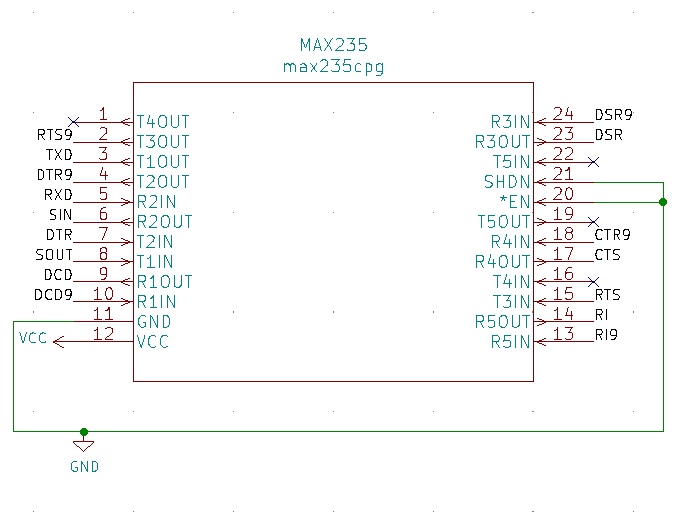 MAX235
max235cpg
1 T4OUT R3IN 24 DSR9
RTS9 2 T3OUT R3OUT 23 DSR
TXD 3 T1OUT T5IN 22
DTR9 4 T2OUT SHDN 21
RXD 5 R2IN *EN 20
SIN 6 R2OUT T5OUT 19
DTR 7 T2IN R4IN 18 CTR9
SOUT 8 T1IN R4OUT 17 CTS
DCD 9 R1OUT T4IN 16
DCD9 10 R1IN T3IN 15 RTS
11 GND R5OUT 14 RI
VCC 12 VCC R5IN 13 RI9
GND